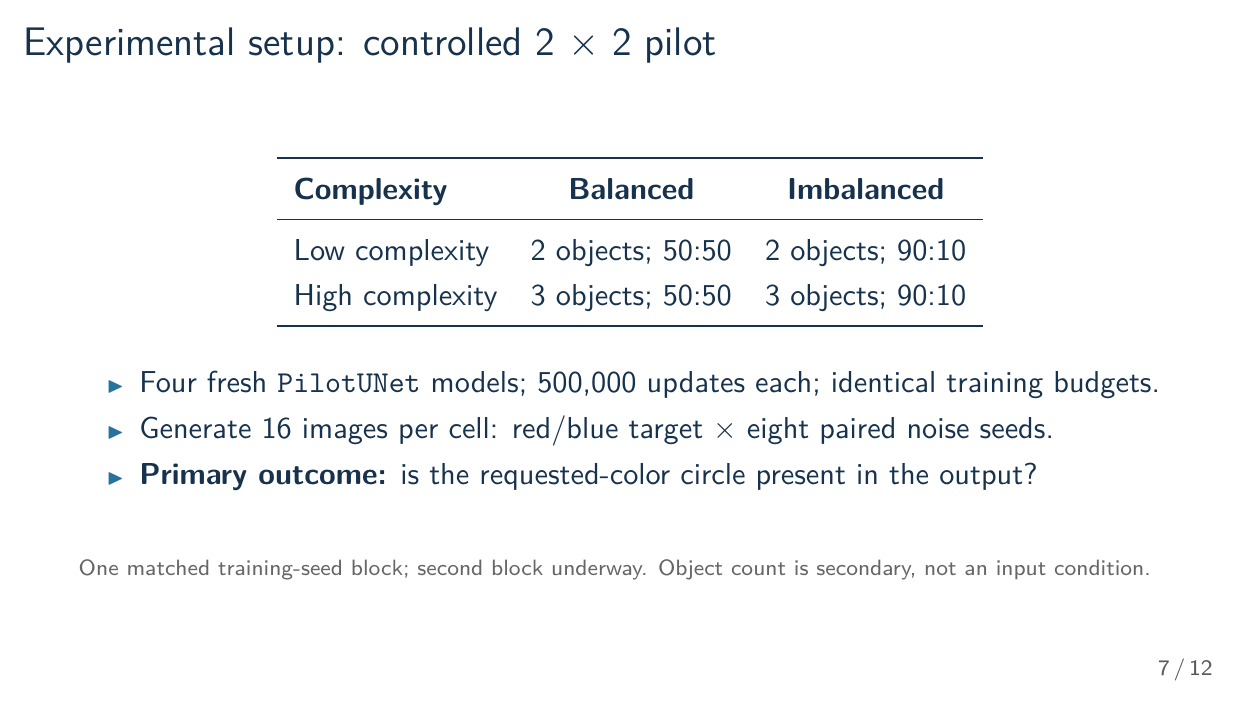 Experimental setup: controlled 2 × 2 pilot
Complexity Balanced Imbalanced
Low complexity 2 objects; 50:50 2 objects; 90:10
High complexity 3 objects; 50:50 3 objects; 90:10
▶ Four fresh PilotUNet models; 500,000 updates each; identical training budgets.
▶ Generate 16 images per cell: red/blue target × eight paired noise seeds.
▶ Primary outcome: is the requested-color circle present in the output?
One matched training-seed block; second block underway. Object count is secondary, not an input condition.
7 / 12